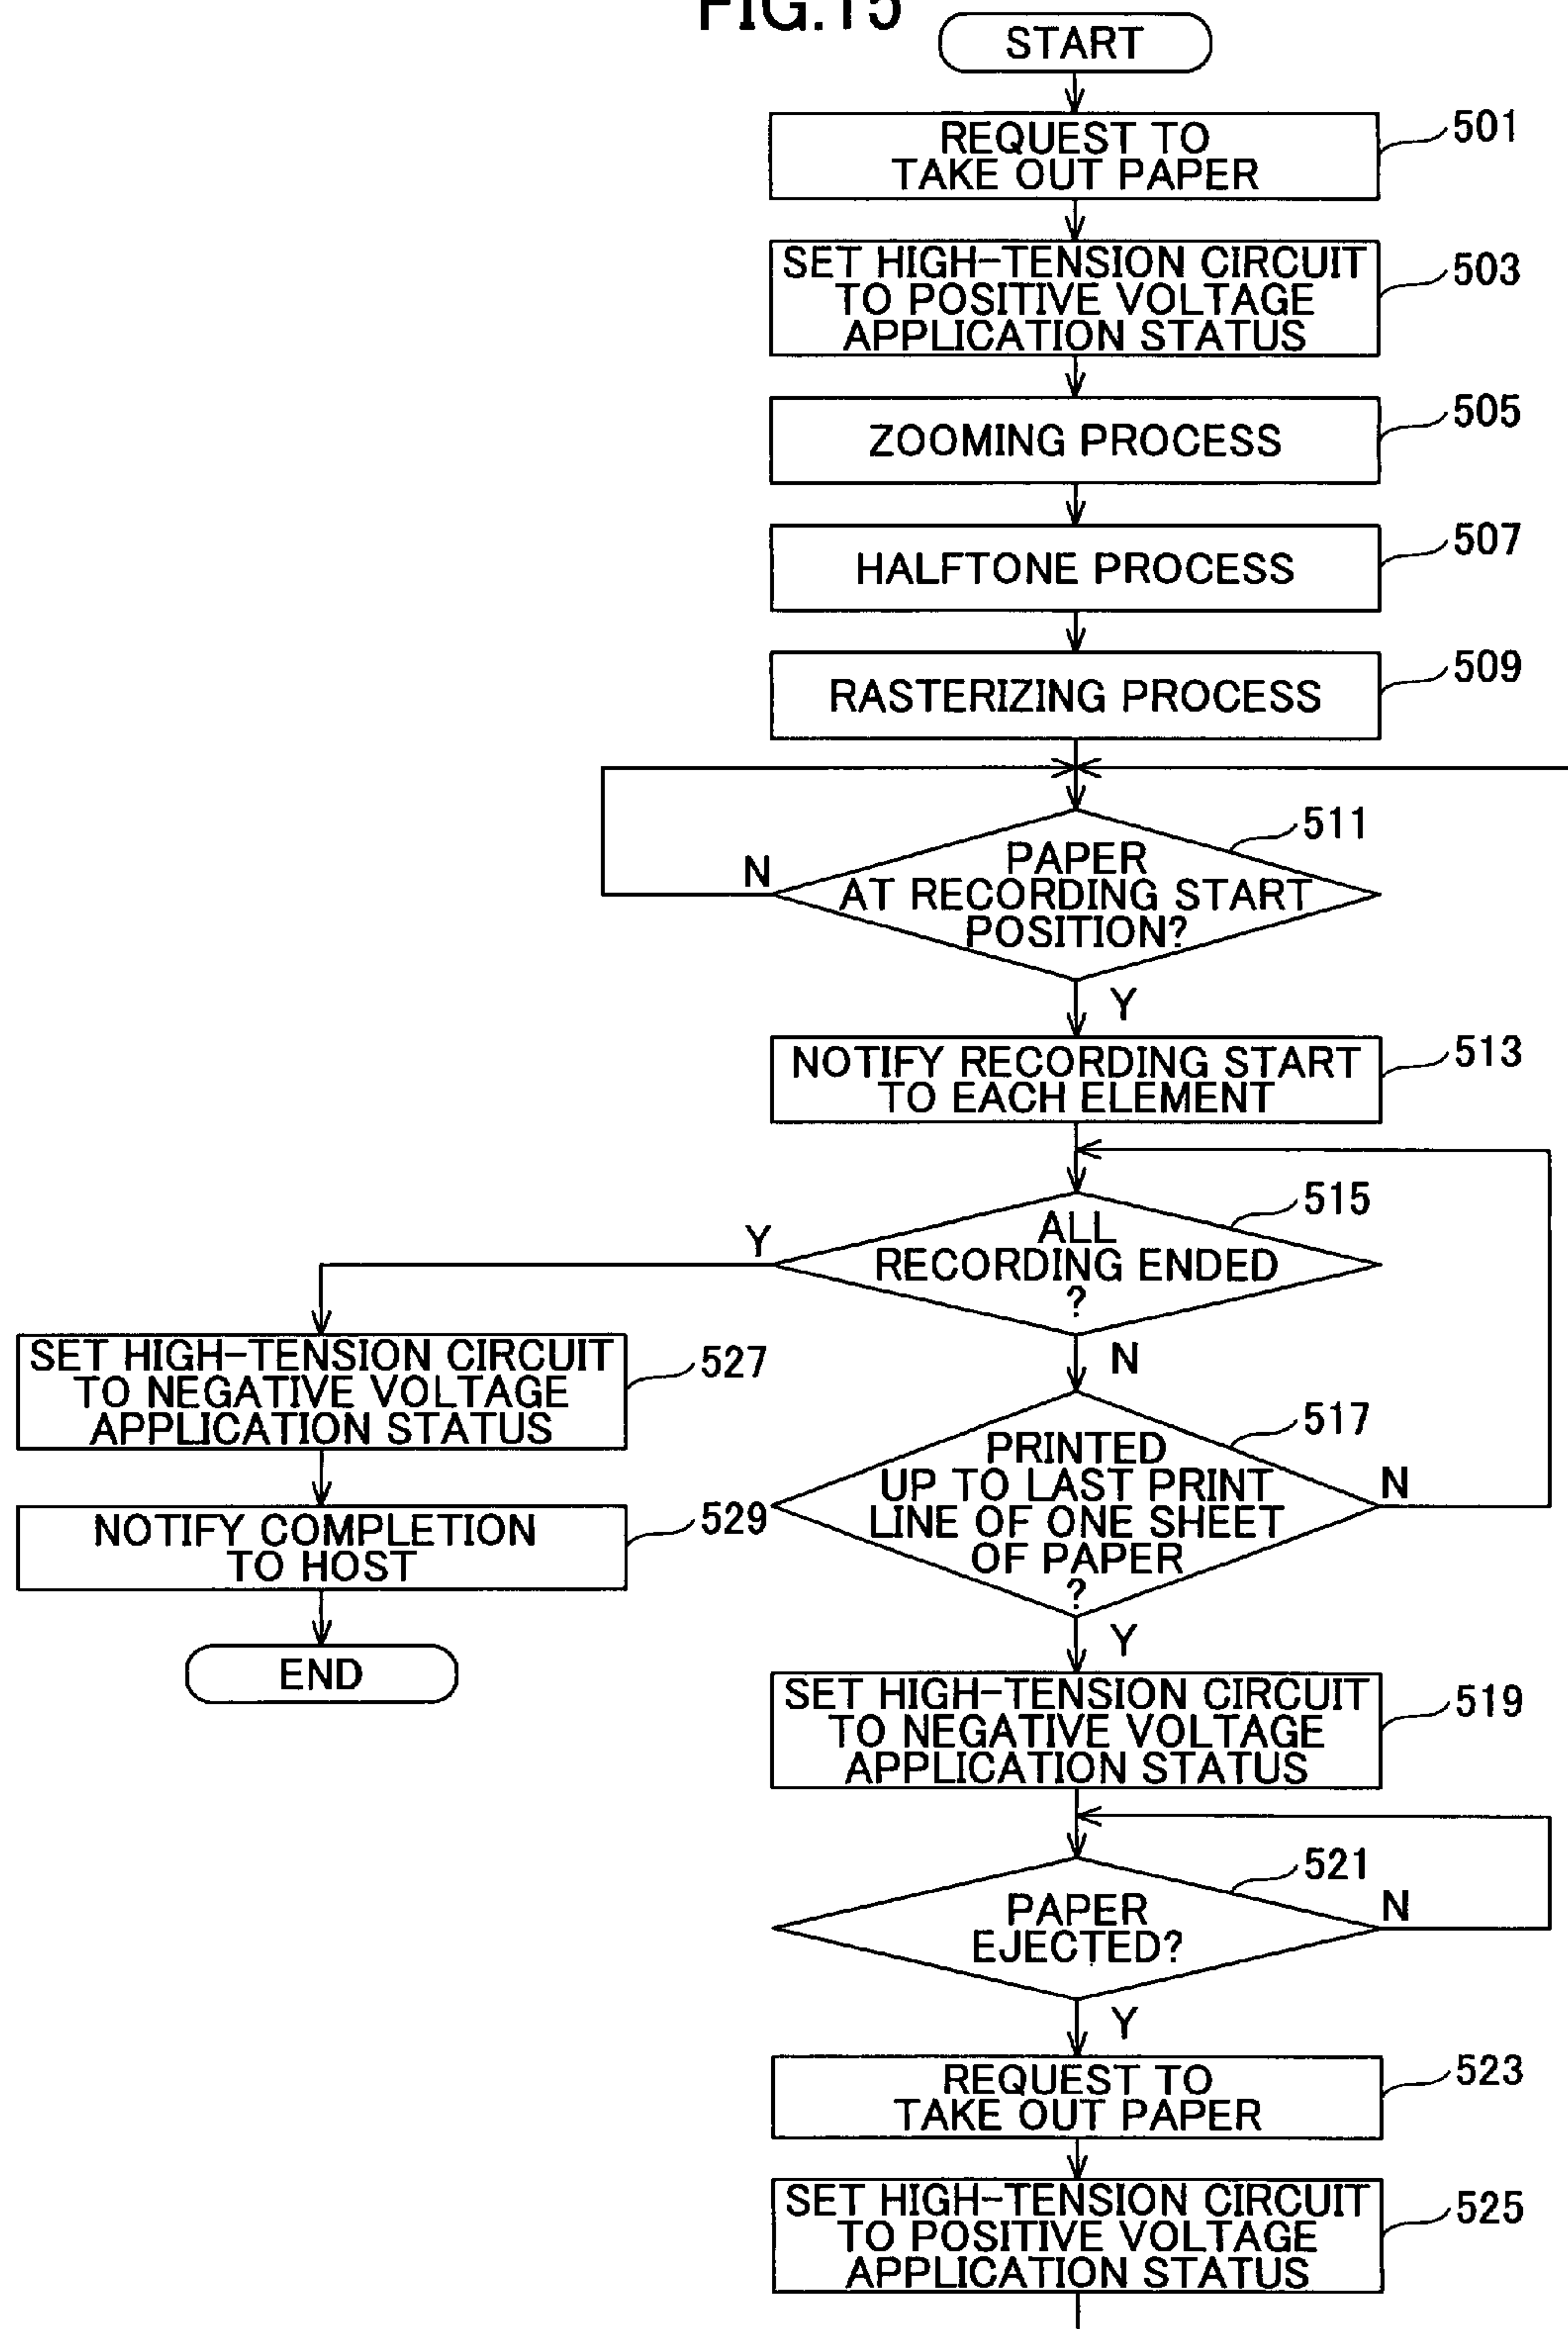 FIG.15
START
REQUEST TO
TAKE OUT PAPER
501
SET HIGH-TENSION CIRCUIT
TO POSITIVE VOLTAGE
APPLICATION STATUS
503
ZOOMING PROCESS
505
HALFTONE PROCESS
507
RASTERIZING PROCESS
509
PAPER
AT RECORDING START
POSITION?
511
N
Y
NOTIFY RECORDING START
TO EACH ELEMENT
513
ALL
RECORDING ENDED
?
515
Y
N
SET HIGH-TENSION CIRCUIT
TO NEGATIVE VOLTAGE
APPLICATION STATUS
527
NOTIFY COMPLETION
TO HOST
529
END
PRINTED
UP TO LAST PRINT
LINE OF ONE SHEET
OF PAPER
?
517
N
Y
SET HIGH-TENSION CIRCUIT
TO NEGATIVE VOLTAGE
APPLICATION STATUS
519
PAPER
EJECTED?
521
N
Y
REQUEST TO
TAKE OUT PAPER
523
SET HIGH-TENSION CIRCUIT
TO POSITIVE VOLTAGE
APPLICATION STATUS
525